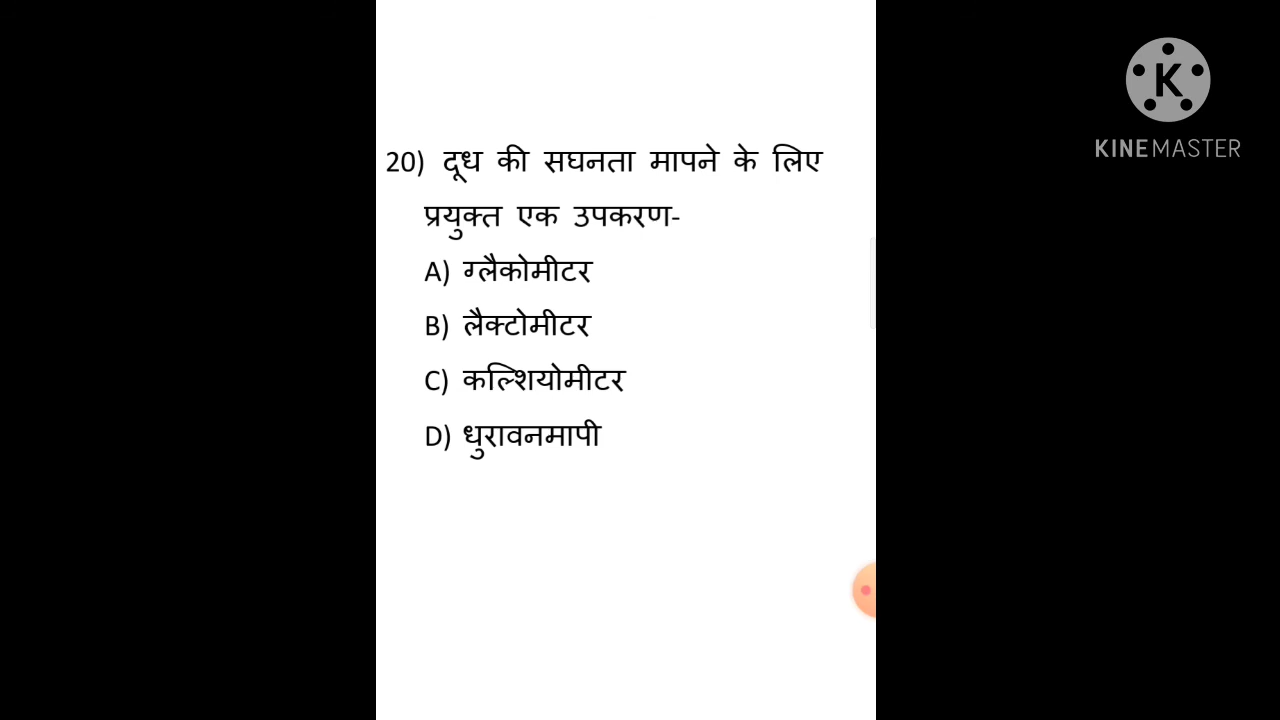 20) दूध की सघनता मापने के लिए
प्रयुक्त एक उपकरण-
A) ग्लैकोमीटर
B) लैक्टोमीटर
C) कल्शियोमीटर
D) धुरावनमापी
K
KINEMASTER